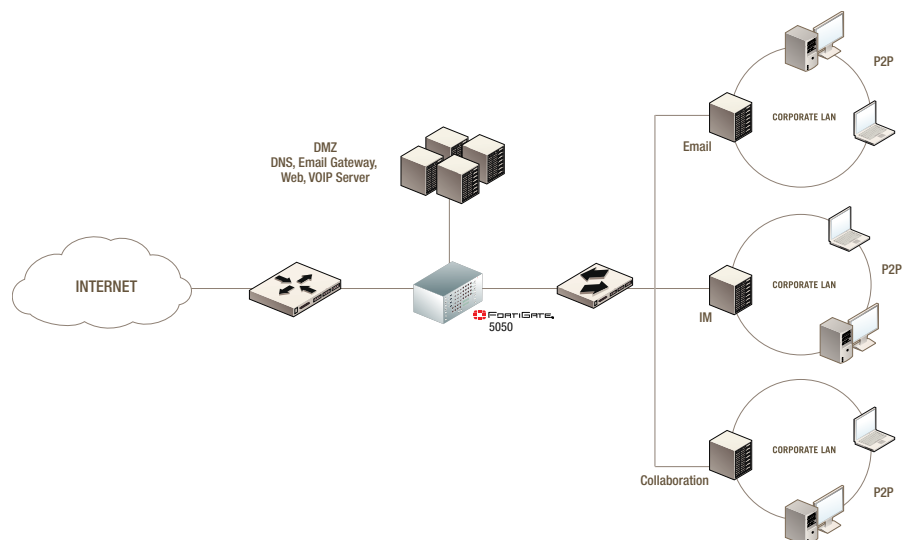 P2P
CORPORATE LAN
Email
DMZ
DNS, Email Gateway,
Web, VOIP Server
INTERNET
FORTIGATE
5050
P2P
CORPORATE LAN
IM
CORPORATE LAN
Collaboration
P2P